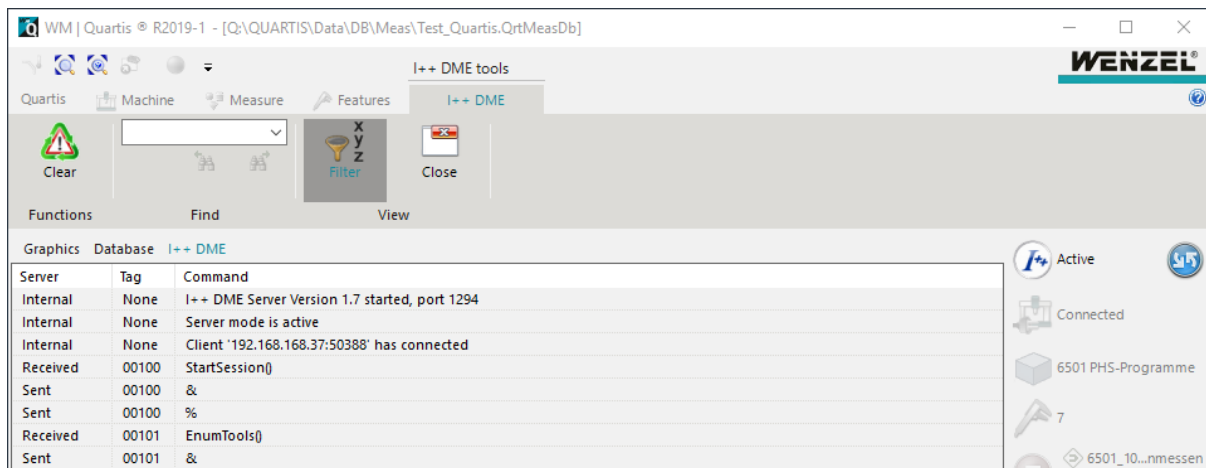 WM | Quartis ® R2019-1 - [Q:\QUARTIS\Data\DB\Meas\Test_Quartis.QrtMeasDb]
I++ DME tools
WENZEL®
Quartis Machine Measure Features I++ DME
X
y
z
Clear Filter Close
Functions Find View
Graphics Database I++ DME
Server Tag Command
Internal None I++ DME Server Version 1.7 started, port 1294
Internal None Server mode is active
Internal None Client '192.168.168.37:50388' has connected
Received 00100 StartSession()
Sent 00100 &
Sent 00100 %
Received 00101 EnumTools()
Sent 00101 &
I++ Active
Connected
6501 PHS-Programme
7
6501_10...nmessen